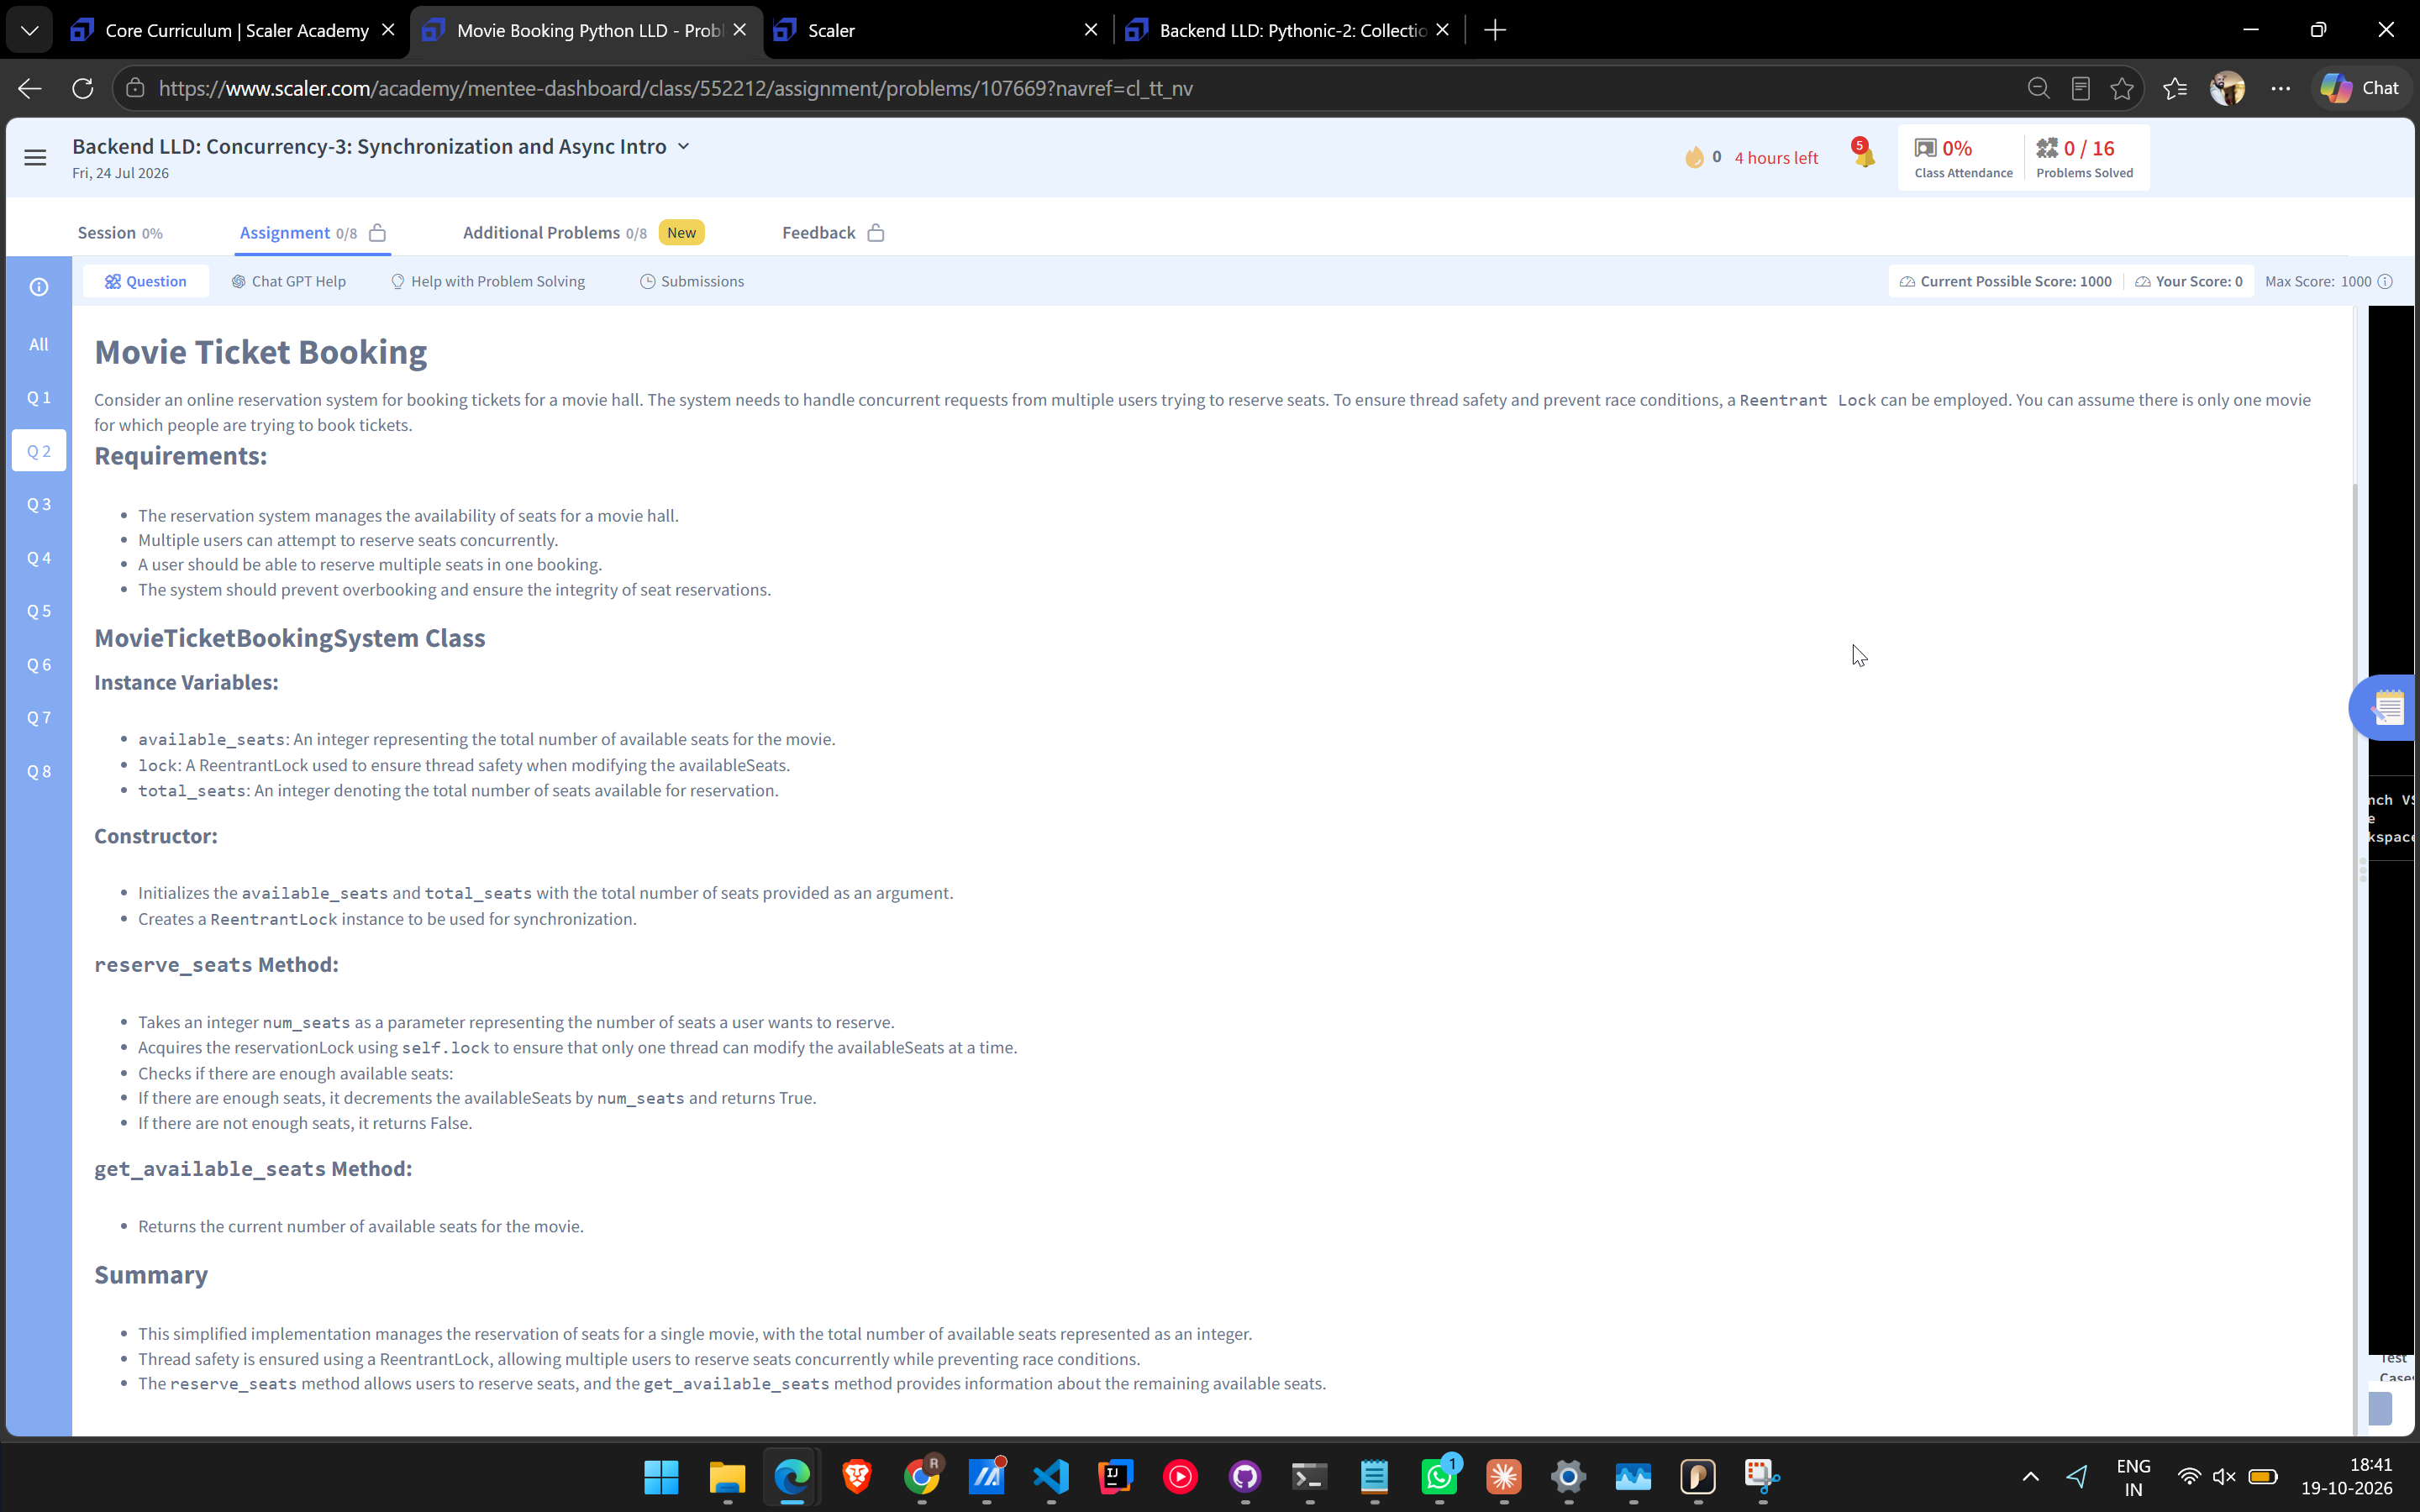 Core Curriculum | Scaler Academy
Movie Booking Python LLD - Prob
Scaler
Backend LLD: Pythonic-2: Collectio
https://www.scaler.com/academy/mentee-dashboard/class/552212/assignment/problems/107669?navref=cl_tt_nv
Chat
Backend LLD: Concurrency-3: Synchronization and Async Intro
Fri, 24 Jul 2026
0 4 hours left
5
0%
Class Attendance
0 / 16
Problems Solved
Session 0%
Assignment 0/8
Additional Problems 0/8 New
Feedback
Question
Chat GPT Help
Help with Problem Solving
Submissions
Current Possible Score: 1000
Your Score: 0
Max Score: 1000
All
Q 1
Q 2
Q 3
Q 4
Q 5
Q 6
Q 7
Q 8
Movie Ticket Booking
Consider an online reservation system for booking tickets for a movie hall. The system needs to handle concurrent requests from multiple users trying to reserve seats. To ensure thread safety and prevent race conditions, a Reentrant Lock can be employed. You can assume there is only one movie
for which people are trying to book tickets.
Requirements:
• The reservation system manages the availability of seats for a movie hall.
• Multiple users can attempt to reserve seats concurrently.
• A user should be able to reserve multiple seats in one booking.
• The system should prevent overbooking and ensure the integrity of seat reservations.
MovieTicketBookingSystem Class
Instance Variables:
• available_seats: An integer representing the total number of available seats for the movie.
• lock: A ReentrantLock used to ensure thread safety when modifying the availableSeats.
• total_seats: An integer denoting the total number of seats available for reservation.
Constructor:
• Initializes the available_seats and total_seats with the total number of seats provided as an argument.
• Creates a ReentrantLock instance to be used for synchronization.
reserve_seats Method:
• Takes an integer num_seats as a parameter representing the number of seats a user wants to reserve.
• Acquires the reservationLock using self.lock to ensure that only one thread can modify the availableSeats at a time.
• Checks if there are enough available seats:
• If there are enough seats, it decrements the availableSeats by num_seats and returns True.
• If there are not enough seats, it returns False.
get_available_seats Method:
• Returns the current number of available seats for the movie.
Summary
• This simplified implementation manages the reservation of seats for a single movie, with the total number of available seats represented as an integer.
• Thread safety is ensured using a ReentrantLock, allowing multiple users to reserve seats concurrently while preventing race conditions.
• The reserve_seats method allows users to reserve seats, and the get_available_seats method provides information about the remaining available seats.
nch VS
e
kspace
Test
Cases
R
IJ
1
ENG
IN
18:41
19-10-2026